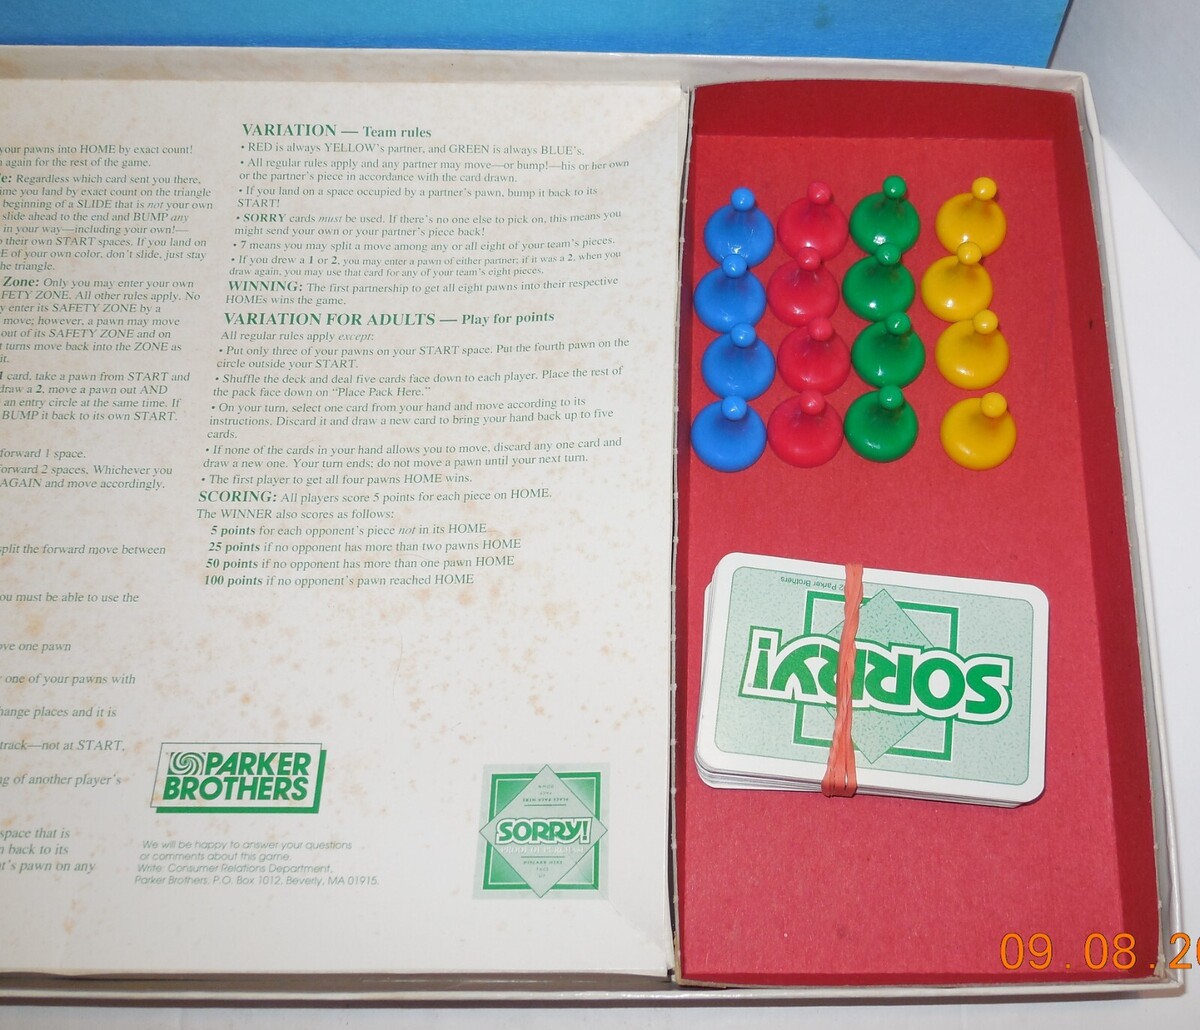 your pawns into HOME by exact count!
again for the rest of the game.
e: Regardless which card sent you there,
ime you land by exact count on the triangle
beginning of a SLIDE that is not your own
slide ahead to the end and BUMP any
in your way—including your own!—
their own START spaces. If you land on
E of your own color, don't slide, just stay
he triangle.
Zone: Only you may enter your own
FETY ZONE. All other rules apply. No
y enter its SAFETY ZONE by a
move; however, a pawn may move
out of its SAFETY ZONE and on
turns move back into the ZONE as
it.
1 card, take a pawn from START and
draw a 2, move a pawn out AND
an entry circle at the same time. If
BUMP it back to its own START.
forward 1 space.
forward 2 spaces. Whichever you
AGAIN and move accordingly.
split the forward move between
ou must be able to use the
ove one pawn
one of your pawns with
hange places and it is
track—not at START,
ng of another player's
space that is
back to its
t's pawn on any
VARIATION — Team rules
• RED is always YELLOW's partner, and GREEN is always BLUE's.
• All regular rules apply and any partner may move—or bump!—his or her own
or the partner's piece in accordance with the card drawn.
• If you land on a space occupied by a partner's pawn, bump it back to its
START!
• SORRY cards must be used. If there's no one else to pick on, this means you
might send your own or your partner's piece back!
• 7 means you may split a move among any or all eight of your team's pieces.
• If you drew a 1 or 2, you may enter a pawn of either partner; if it was a 2, when you
draw again, you may use that card for any of your team's eight pieces.
WINNING: The first partnership to get all eight pawns into their respective
HOMEs wins the game.
VARIATION FOR ADULTS — Play for points
All regular rules apply except:
• Put only three of your pawns on your START space. Put the fourth pawn on the
circle outside your START.
• Shuffle the deck and deal five cards face down to each player. Place the rest of
the pack face down on "Place Pack Here."
• On your turn, select one card from your hand and move according to its
instructions. Discard it and draw a new card to bring your hand back up to five
cards.
• If none of the cards in your hand allows you to move, discard any one card and
draw a new one. Your turn ends; do not move a pawn until your next turn.
• The first player to get all four pawns HOME wins.
SCORING: All players score 5 points for each piece on HOME.
The WINNER also scores as follows:
5 points for each opponent's piece not in its HOME
25 points if no opponent has more than two pawns HOME
50 points if no opponent has more than one pawn HOME
100 points if no opponent's pawn reached HOME
PARKER
BROTHERS
We will be happy to answer your questions
or comments about this game.
Write: Consumer Relations Department,
Parker Brothers, P.O. Box 1012, Beverly, MA 01915.
SORRY!
Parker Brothers
SORRY!
09.08.20